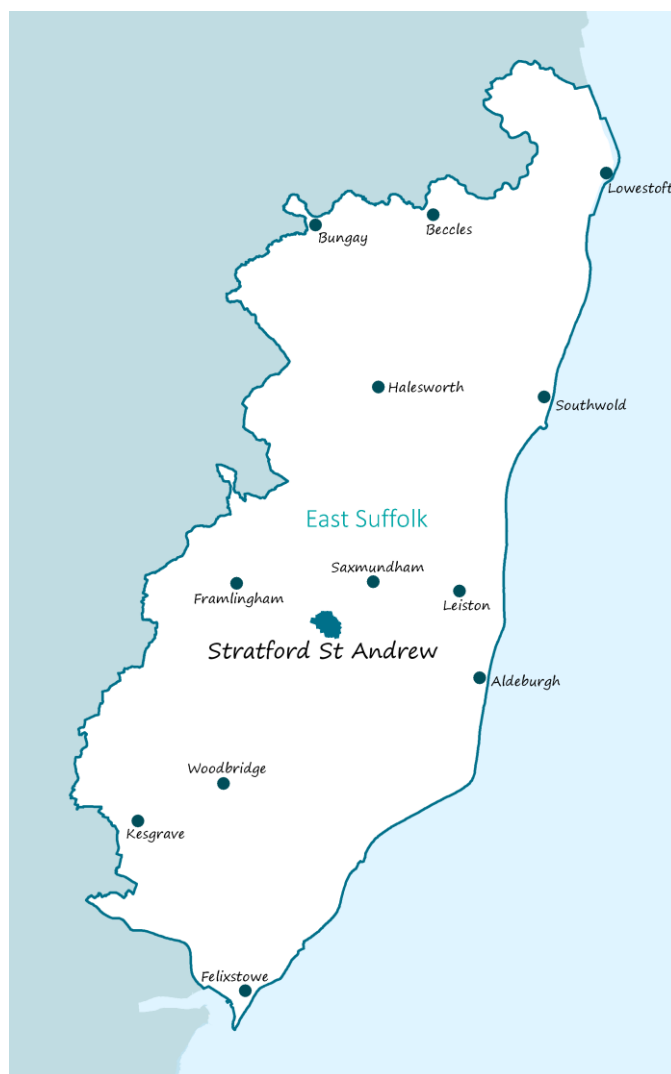 Lowestoft
Beccles
Bungay
Halesworth
Southwold
East Suffolk
Saxmundham
Framlingham
Leiston
Stratford St Andrew
Aldeburgh
Woodbridge
Kesgrave
Felixstowe